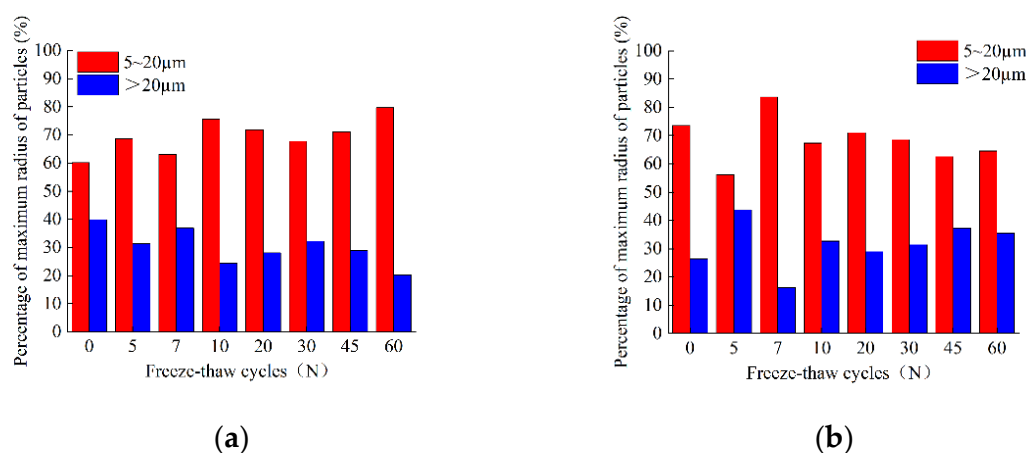 Percentage of maximum radius of particles (%)
100
90
80
70
60
50
40
30
20
10
0
5~20μm
＞20μm
0 5 7 10 20 30 45 60
Freeze-thaw cycles（N）
(a)
Percentage of maximum radius of particles (%)
100
90
80
70
60
50
40
30
20
10
0
5~20μm
＞20μm
0 5 7 10 20 30 45 60
Freeze-thaw cycles（N）
(b)